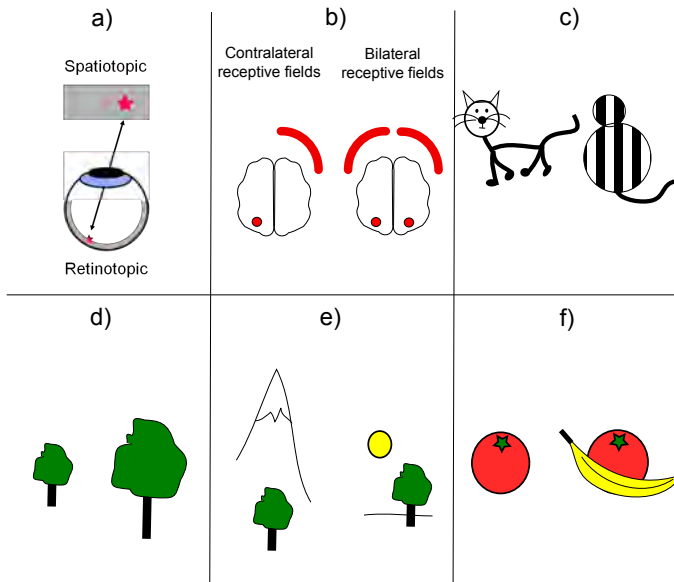 a)
Spatiotopic
Retinotopic
b)
Contralateral
receptive fields
Bilateral
receptive fields
c)
d)
e)
f)